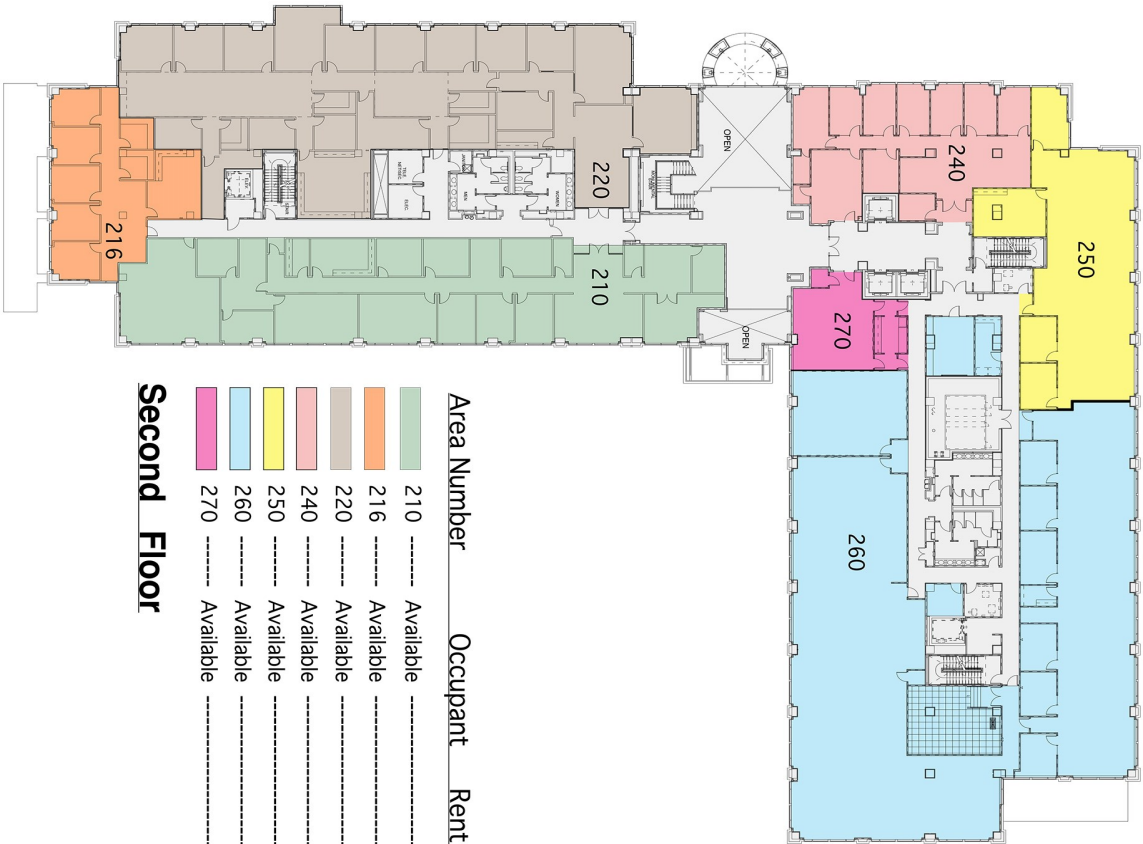 OPEN
240
220
250
216
210
270
OPEN
260
TELE
ELEC
MEN
WOMEN
Area Number Occupant Rent
210 ------ Available
216 ------ Available
220 ------ Available
240 ------ Available
250 ------ Available
260 ------ Available
270 ------ Available
Second Floor